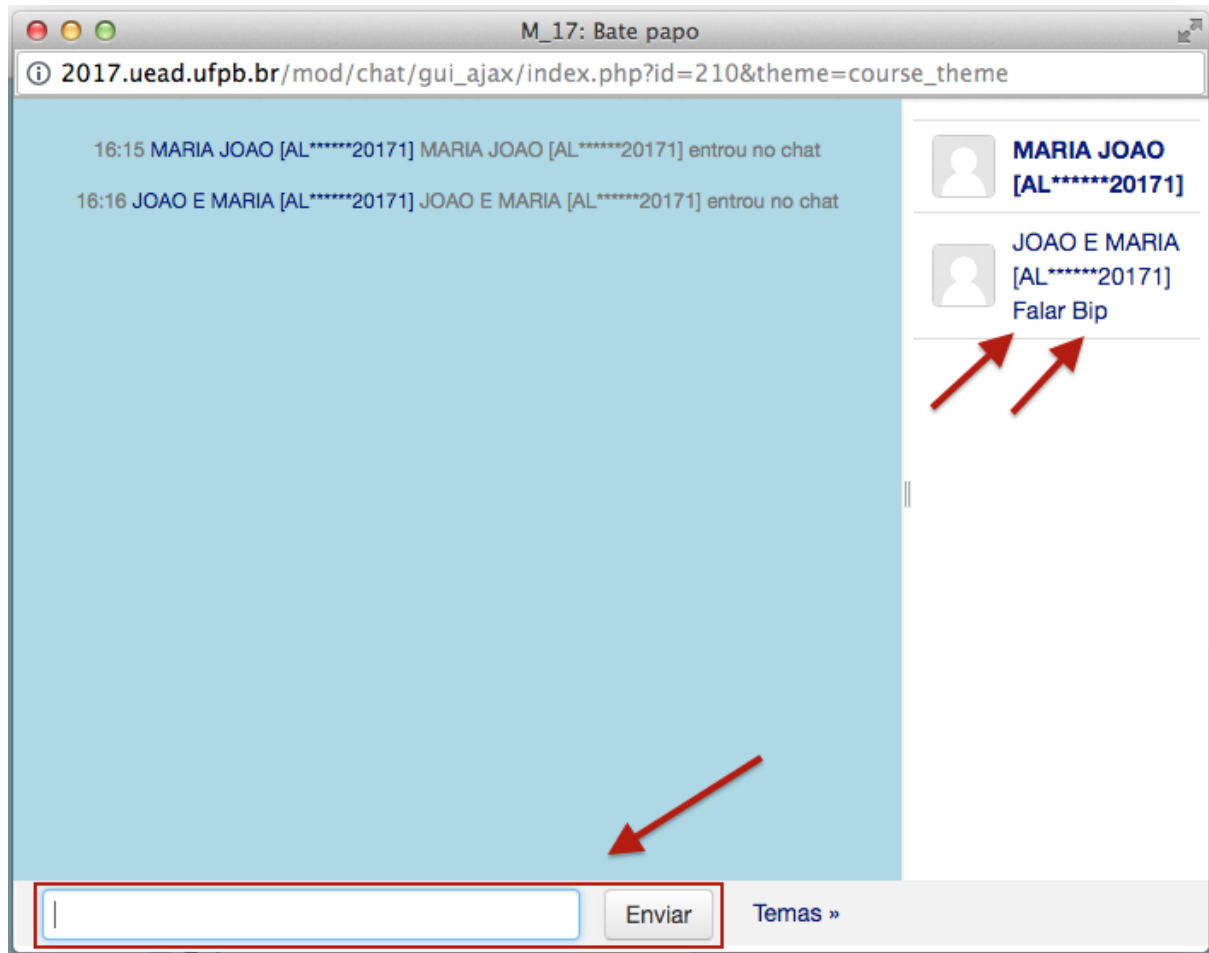 M_17: Bate papo
2017.uead.ufpb.br/mod/chat/gui_ajax/index.php?id=210&theme=course_theme
16:15 MARIA JOAO [AL******20171] MARIA JOAO [AL******20171] entrou no chat
16:16 JOAO E MARIA [AL******20171] JOAO E MARIA [AL******20171] entrou no chat
MARIA JOAO
[AL******20171]
JOAO E MARIA
[AL******20171]
Falar Bip
Enviar
Temas »